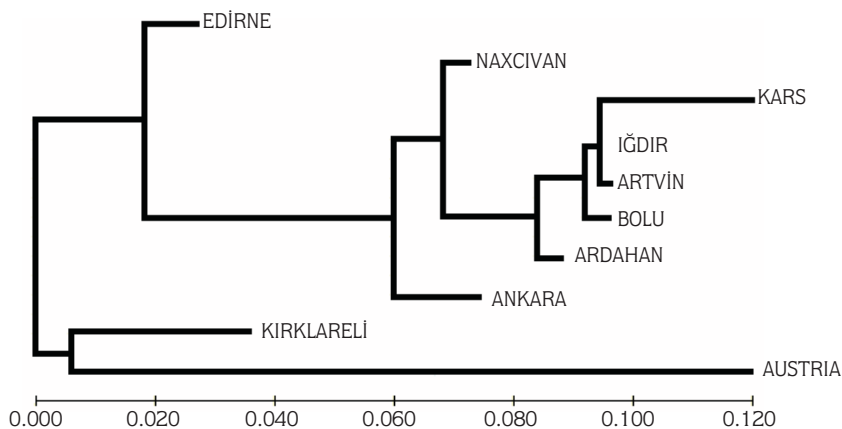 EDİRNE
NAXCIVAN
KARS
IĞDIR
ARTVİN
BOLU
ARDAHAN
ANKARA
KIRKLARELİ
AUSTRIA
0.000 0.020 0.040 0.060 0.080 0.100 0.120